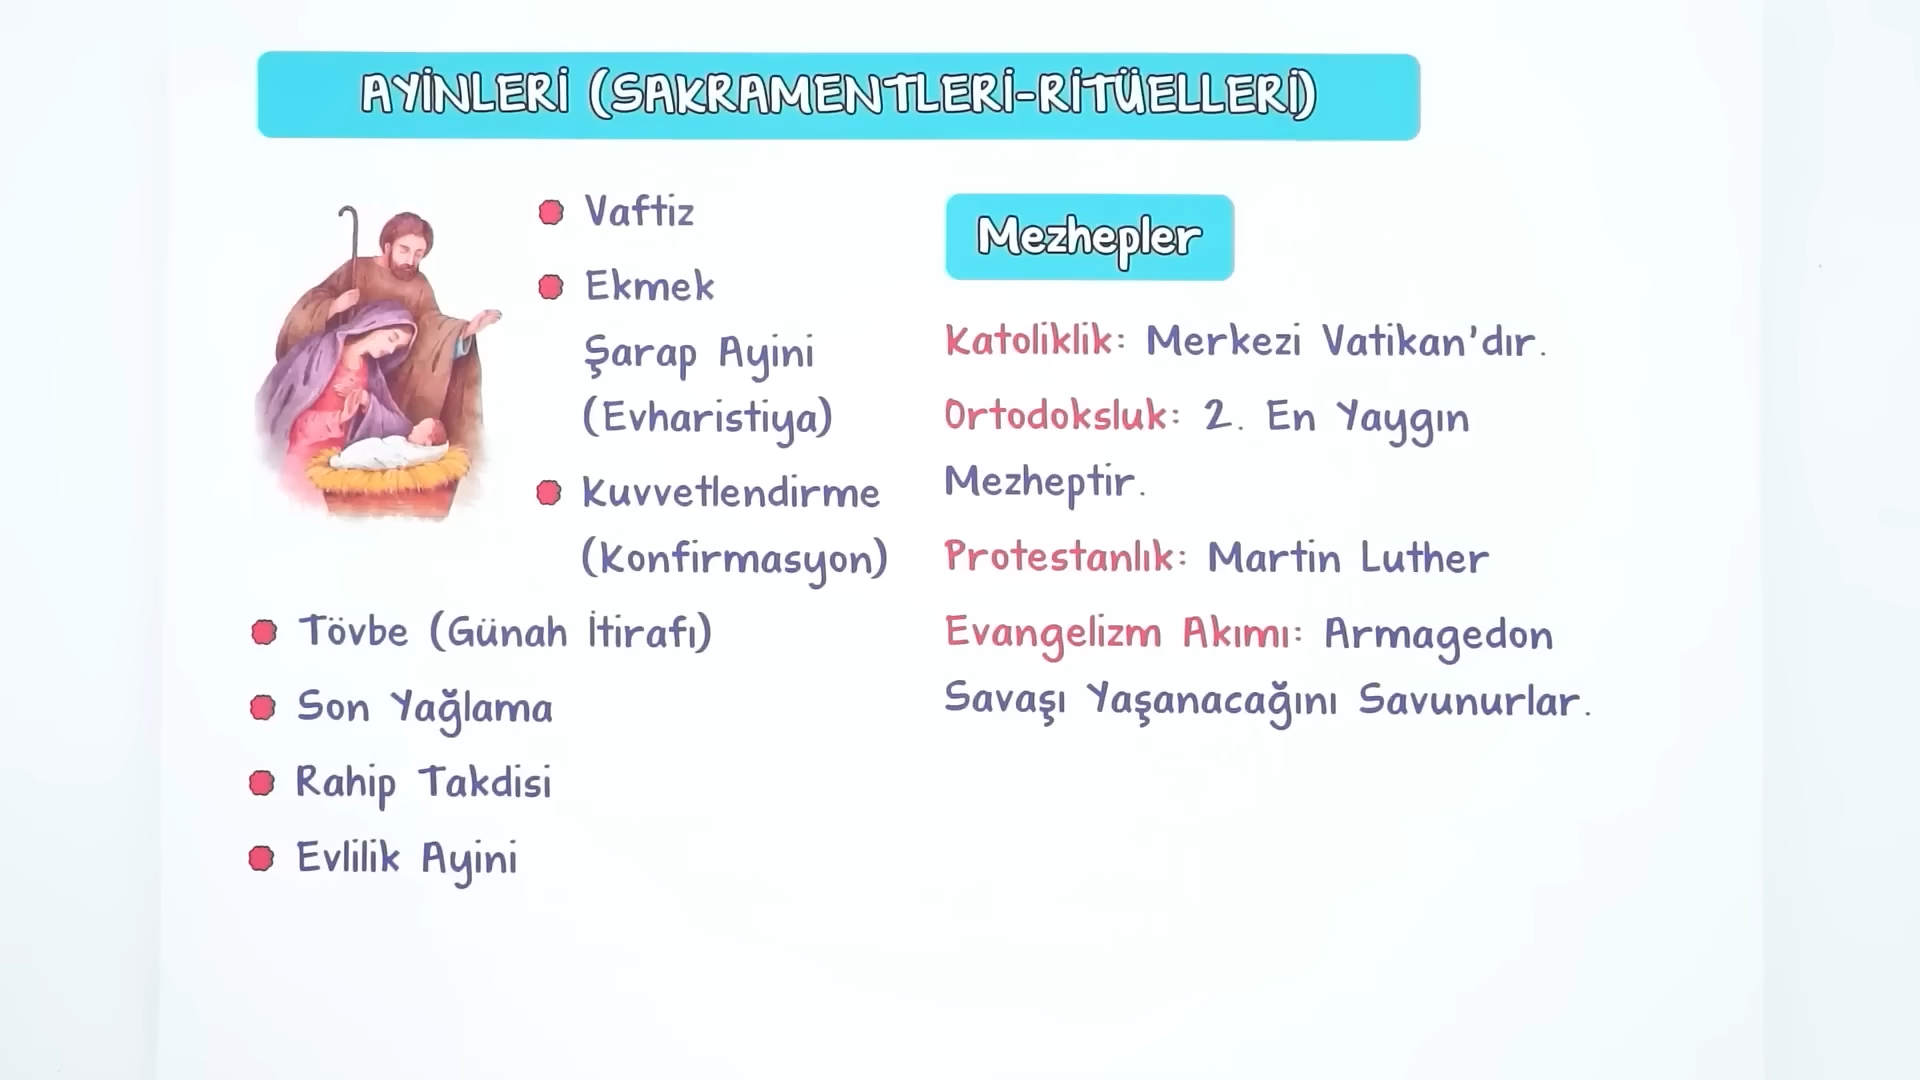 AYİNLERİ (SAKRAMENTLERİ-RİTÜELLERİ)
Vaftiz
Ekmek
Şarap Ayini
(Evharistiya)
Kuvvetlendirme
(Konfirmasyon)
Tövbe (Günah İtirafı)
Son Yağlama
Rahip Takdisi
Evlilik Ayini
Mezhepler
Katoliklik: Merkezi Vatikan'dır.
Ortodoksluk: 2. En Yaygın
Mezheptir.
Protestanlık: Martin Luther
Evangelizm Akımı: Armagedon
Savaşı Yaşanacağını Savunurlar.